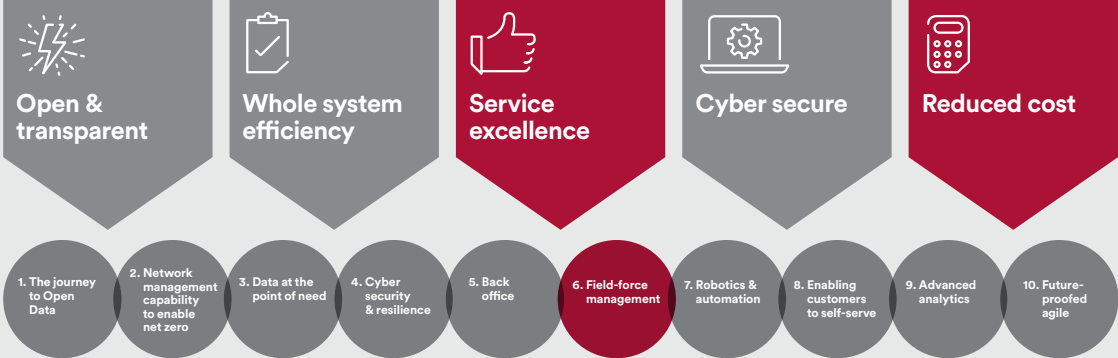 Open &
transparent
Whole system
efficiency
Service
excellence
Cyber secure
Reduced cost
1. The journey
to Open
Data
2. Network
management
capability
to enable
net zero
3. Data at the
point of need
4. Cyber
security
& resilience
5. Back
office
6. Field-force
management
7. Robotics &
automation
8. Enabling
customers
to self-serve
9. Advanced
analytics
10. Future-
proofed
agile